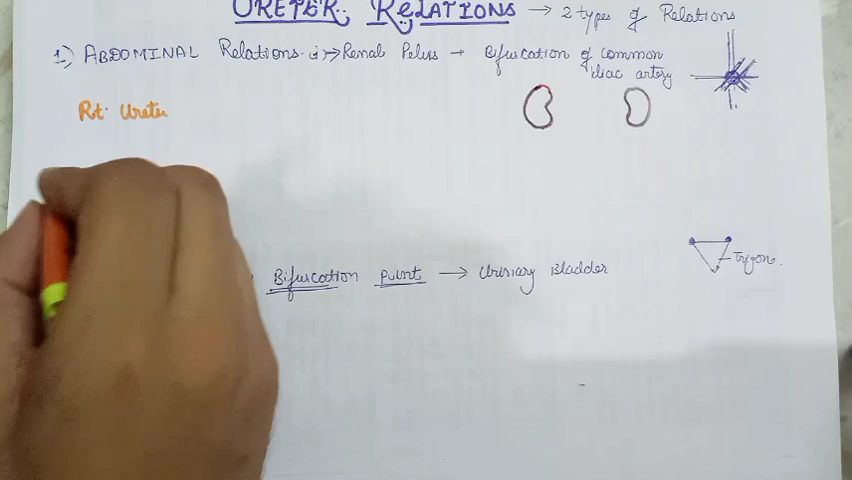 URETER RELATIONS → 2 types of Relations
1) ABDOMINAL Relations Renal Pelvis → Bifucation of common
iliac artery
Rt. Ureter
Bifurcation point → Urinary Bladder
Trigone.